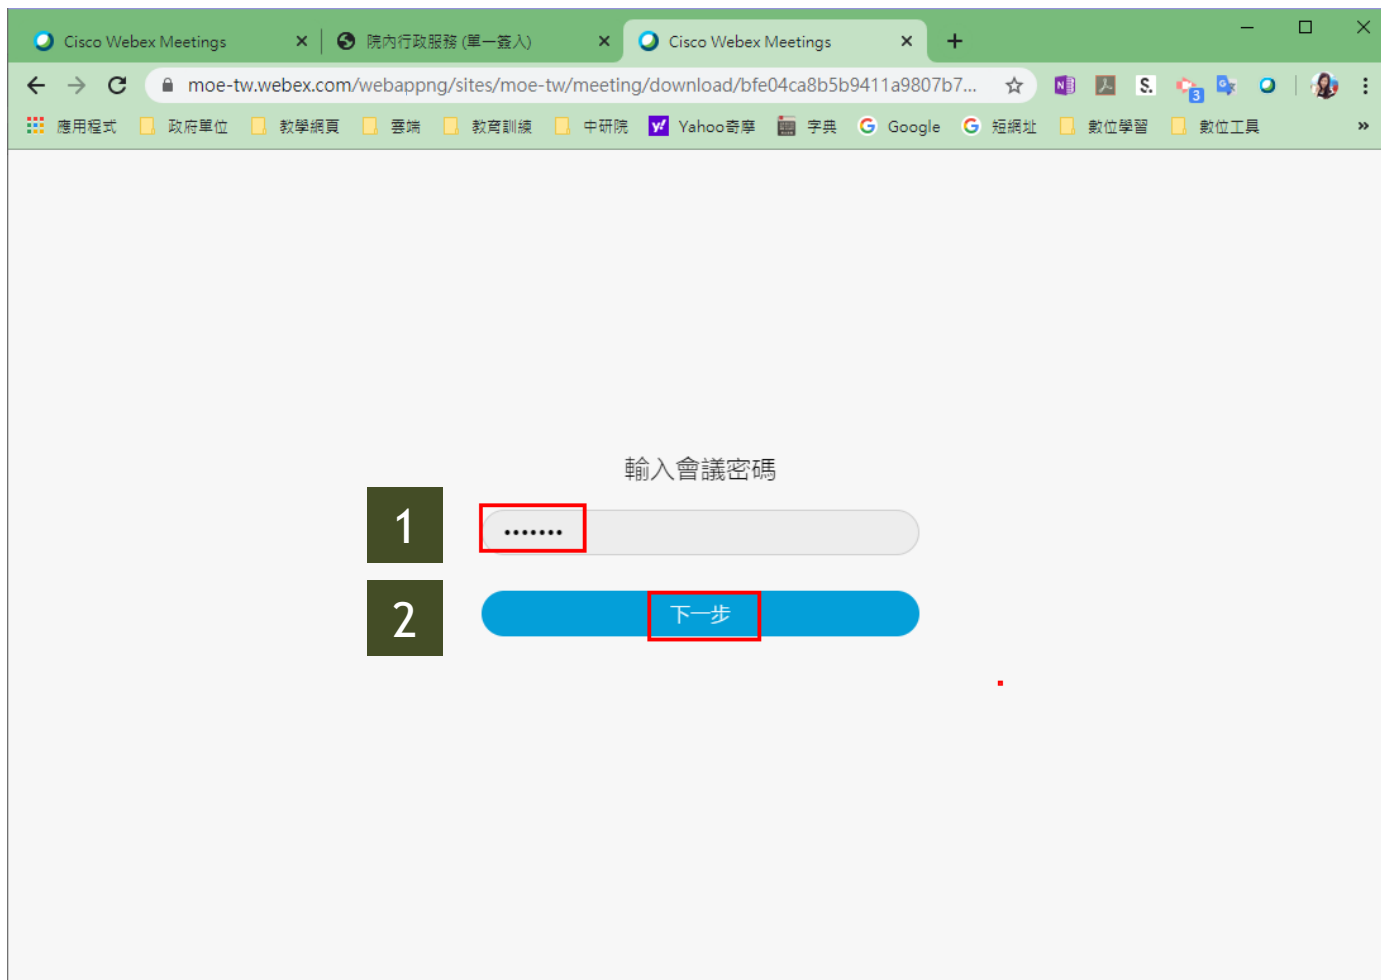 Cisco Webex Meetings
院內行政服務 (單一簽入)
Cisco Webex Meetings
moe-tw.webex.com/webappng/sites/moe-tw/meeting/download/bfe04ca8b5b9411a9807b7...
S.
3
應用程式 政府單位 教學網頁 雲端 教育訓練 中研院 Yahoo奇摩 字典 Google 短網址 數位學習 數位工具 »
輸入會議密碼
1 •••••••
2 下一步